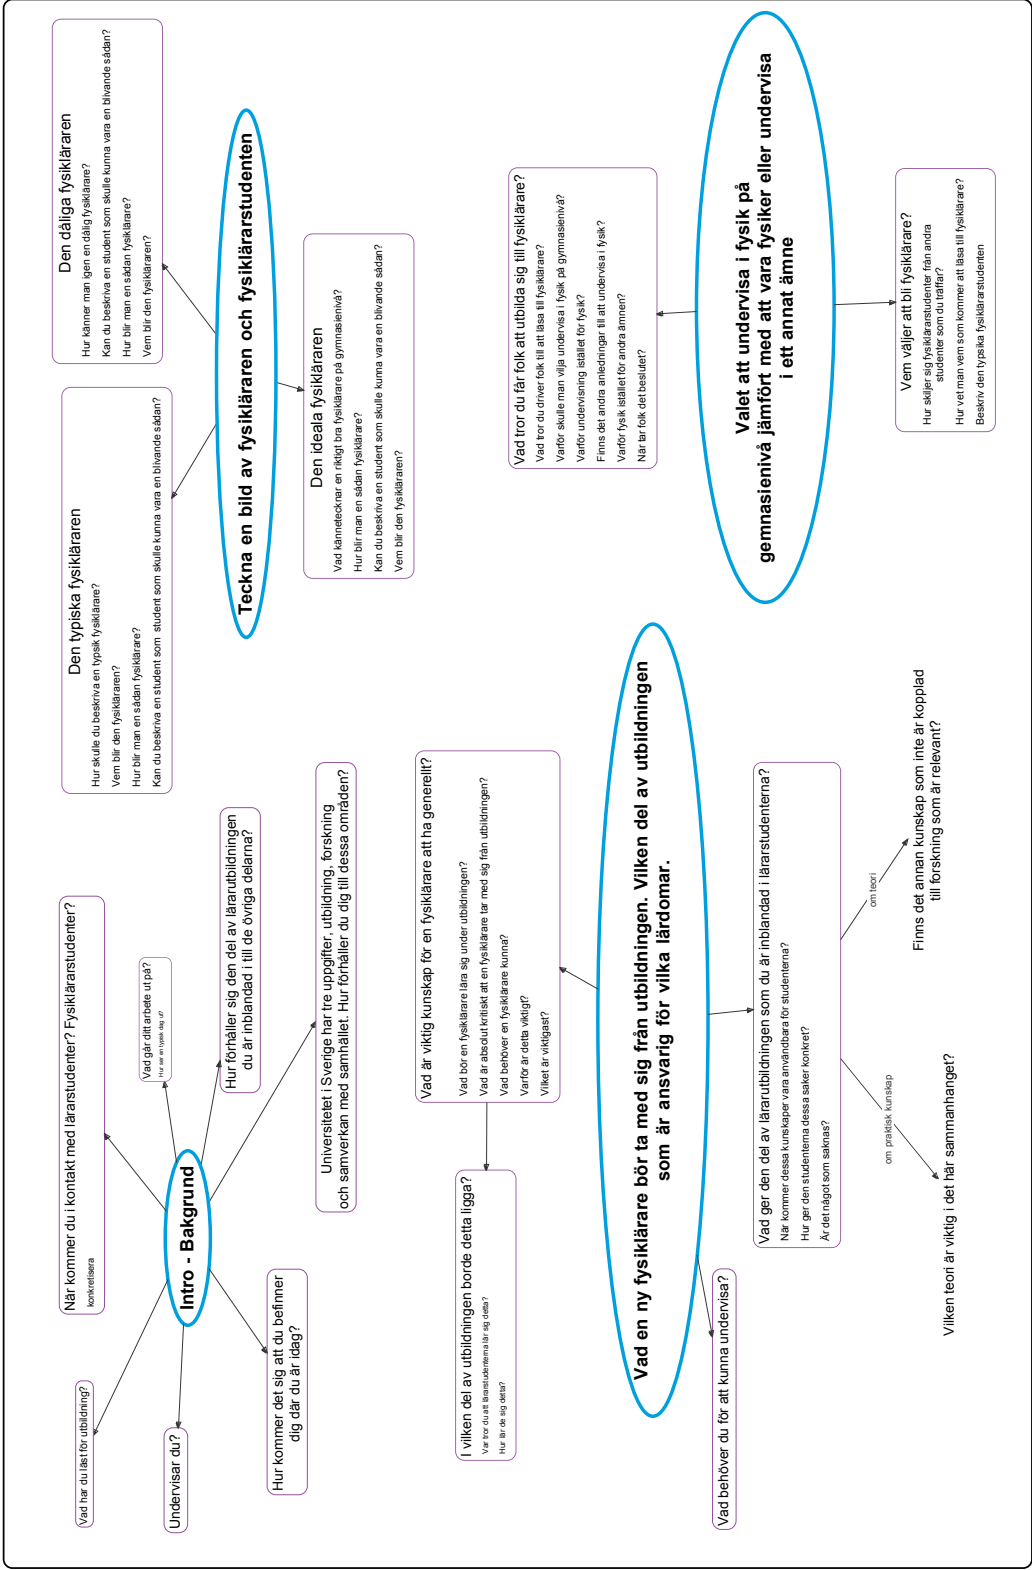 När kommer du i kontakt med lärarstudenter? Fysiklärarstudenter?
konkretisera
Vad har du läst för utbildning?
Vad går ditt arbete ut på?
Hur ser en typisk dag ut?
Undervisar du?
Intro - Bakgrund
Hur förhåller sig den del av lärarutbildningen
du är inblandad i till de övriga delarna?
Hur kommer det sig att du befinner
dig där du är idag?
Universitetet i Sverige har tre uppgifter, utbildning, forskning
och samverkan med samhället. Hur förhåller du dig till dessa områden?
Den typiska fysikläraren
Hur skulle du beskriva en typsik fysiklärare?
Vem blir den fysikläraren?
Hur blir man en sådan fysiklärare?
Kan du beskriva en student som skulle kunna vara en blivande sådan?
Den dåliga fysikläraren
Hur känner man igen en dålig fysiklärare?
Kan du beskriva en student som skulle kunna vara en blivande sådan?
Hur blir man en sådan fysiklärare?
Vem blir den fysikläraren?
Teckna en bild av fysikläraren och fysiklärarstudenten
Den ideala fysikläraren
Vad kännetecknar en riktigt bra fysiklärare på gymnasienivå?
Hur blir man en sådan fysiklärare?
Kan du beskriva en student som skulle kunna vara en blivande sådan?
Vem blir den fysikläraren?
Vad är viktig kunskap för en fysiklärare att ha generellt?
Vad bör en fysiklärare lära sig under utbildningen?
Vad är absolut kritiskt att en fysiklärare tar med sig från utbildningen?
Vad behöver en fysiklärare kunna?
Varför är detta viktigt?
Vilket är viktigast?
I vilken del av utbildningen borde detta ligga?
Var tror du att lärarstudenterna lär sig detta?
Hur lär de sig detta?
Vad en ny fysiklärare bör ta med sig från utbildningen. Vilken del av utbildningen
som är ansvarig för vilka lärdomar.
Vad behöver du för att kunna undervisa?
Vad ger den del av lärarutbildningen som du är inblandad i lärarstudenterna?
När kommer dessa kunskaper vara användbara för studenterna?
Hur ger den studenterna dessa saker konkret?
Är det något som saknas?
om praktisk kunskap
om teori
Vilken teori är viktig i det här sammanhanget?
Finns det annan kunskap som inte är kopplad
till forskning som är relevant?
Vad tror du får folk att utbilda sig till fysiklärare?
Vad tror du driver folk till att läsa till fysiklärare?
Varför skulle man vilja undervisa i fysik på gymnasienivå?
Varför undervisning istället för fysik?
Finns det andra anledningar till att undervisa i fysik?
Varför fysik istället för andra ämnen?
När tar folk det beslutet?
Valet att undervisa i fysik på
gemnasienivå jämfört med att vara fysiker eller undervisa
i ett annat ämne
Vem väljer att bli fysiklärare?
Hur skiljer sig fysiklärarstudenter från andra
studenter som du träffar?
Hur vet man vem som kommer att läsa till fysiklärare?
Beskriv den typsika fysiklärarstudenten